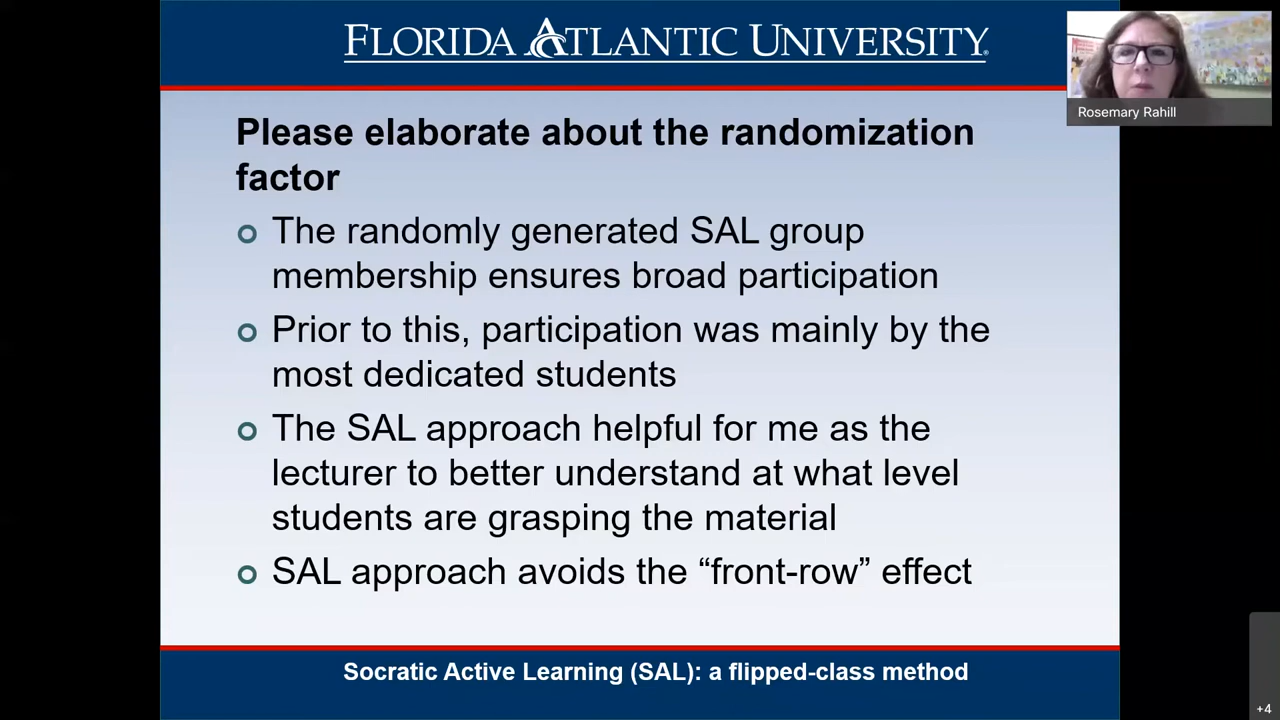 FLORIDA ATLANTIC UNIVERSITY®
Rosemary Rahill
Please elaborate about the randomization
factor
The randomly generated SAL group
membership ensures broad participation
Prior to this, participation was mainly by the
most dedicated students
The SAL approach helpful for me as the
lecturer to better understand at what level
students are grasping the material
SAL approach avoids the “front-row” effect
Socratic Active Learning (SAL): a flipped-class method
+4